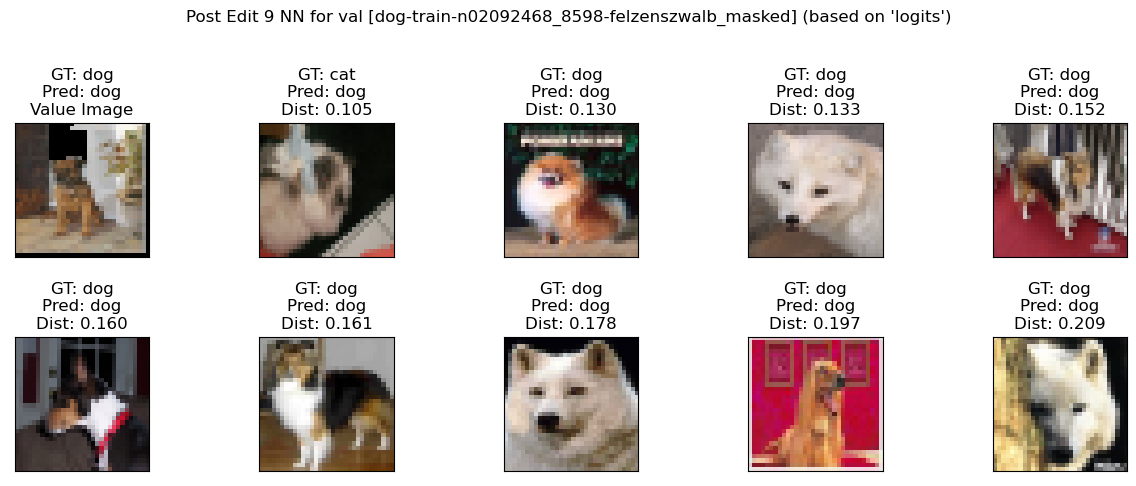 Post Edit 9 NN for val [dog-train-n02092468_8598-felzenszwalb_masked] (based on 'logits')
GT: dog
Pred: dog
Value Image
GT: cat
Pred: dog
Dist: 0.105
GT: dog
Pred: dog
Dist: 0.130
GT: dog
Pred: dog
Dist: 0.133
GT: dog
Pred: dog
Dist: 0.152
GT: dog
Pred: dog
Dist: 0.160
GT: dog
Pred: dog
Dist: 0.161
GT: dog
Pred: dog
Dist: 0.178
GT: dog
Pred: dog
Dist: 0.197
GT: dog
Pred: dog
Dist: 0.209